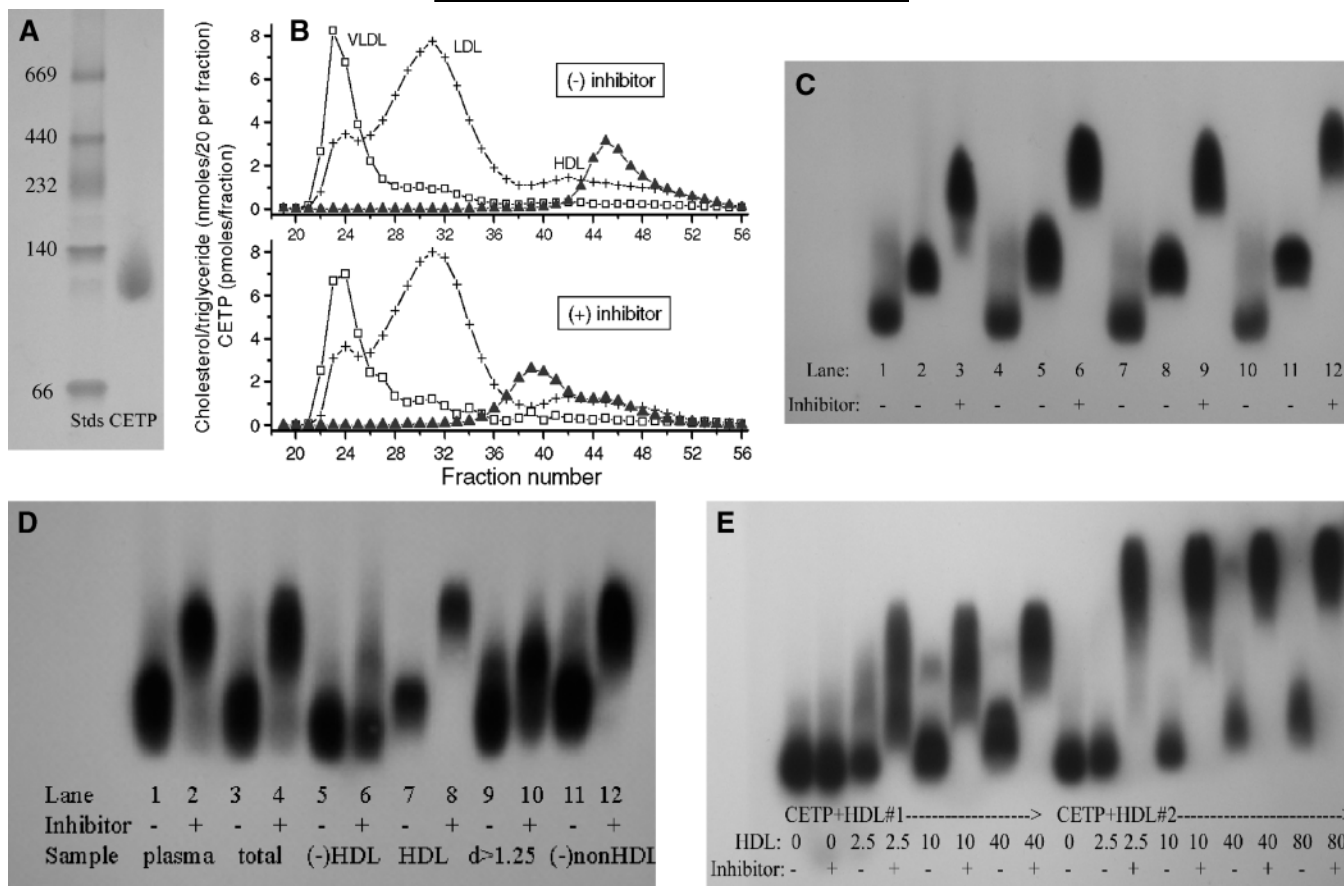 A
669
440
232
140
66
Stds CETP
B
Cholesterol/triglyceride (nmoles/20 per fraction)
CETP (pmoles/fraction)
8
6
4
2
0
VLDL
LDL
HDL
(-) inhibitor
20 24 28 32 36 40 44 48 52 56
8
6
4
2
0
(+) inhibitor
20 24 28 32 36 40 44 48 52 56
Fraction number
C
Lane: 1 2 3 4 5 6 7 8 9 10 11 12
Inhibitor: - - + - - + - - + - - +
D
Lane 1 2 3 4 5 6 7 8 9 10 11 12
Inhibitor - + - + - + - + - + - +
Sample plasma total (-)HDL HDL d>1.25 (-)nonHDL
E
CETP+HDL#1--------------------> CETP+HDL#2-----------------------
HDL: 0 0 2.5 2.5 10 10 40 40 0 2.5 2.5 10 10 40 40 80 80
Inhibitor: - + - + - + - + - - + - + - + - +